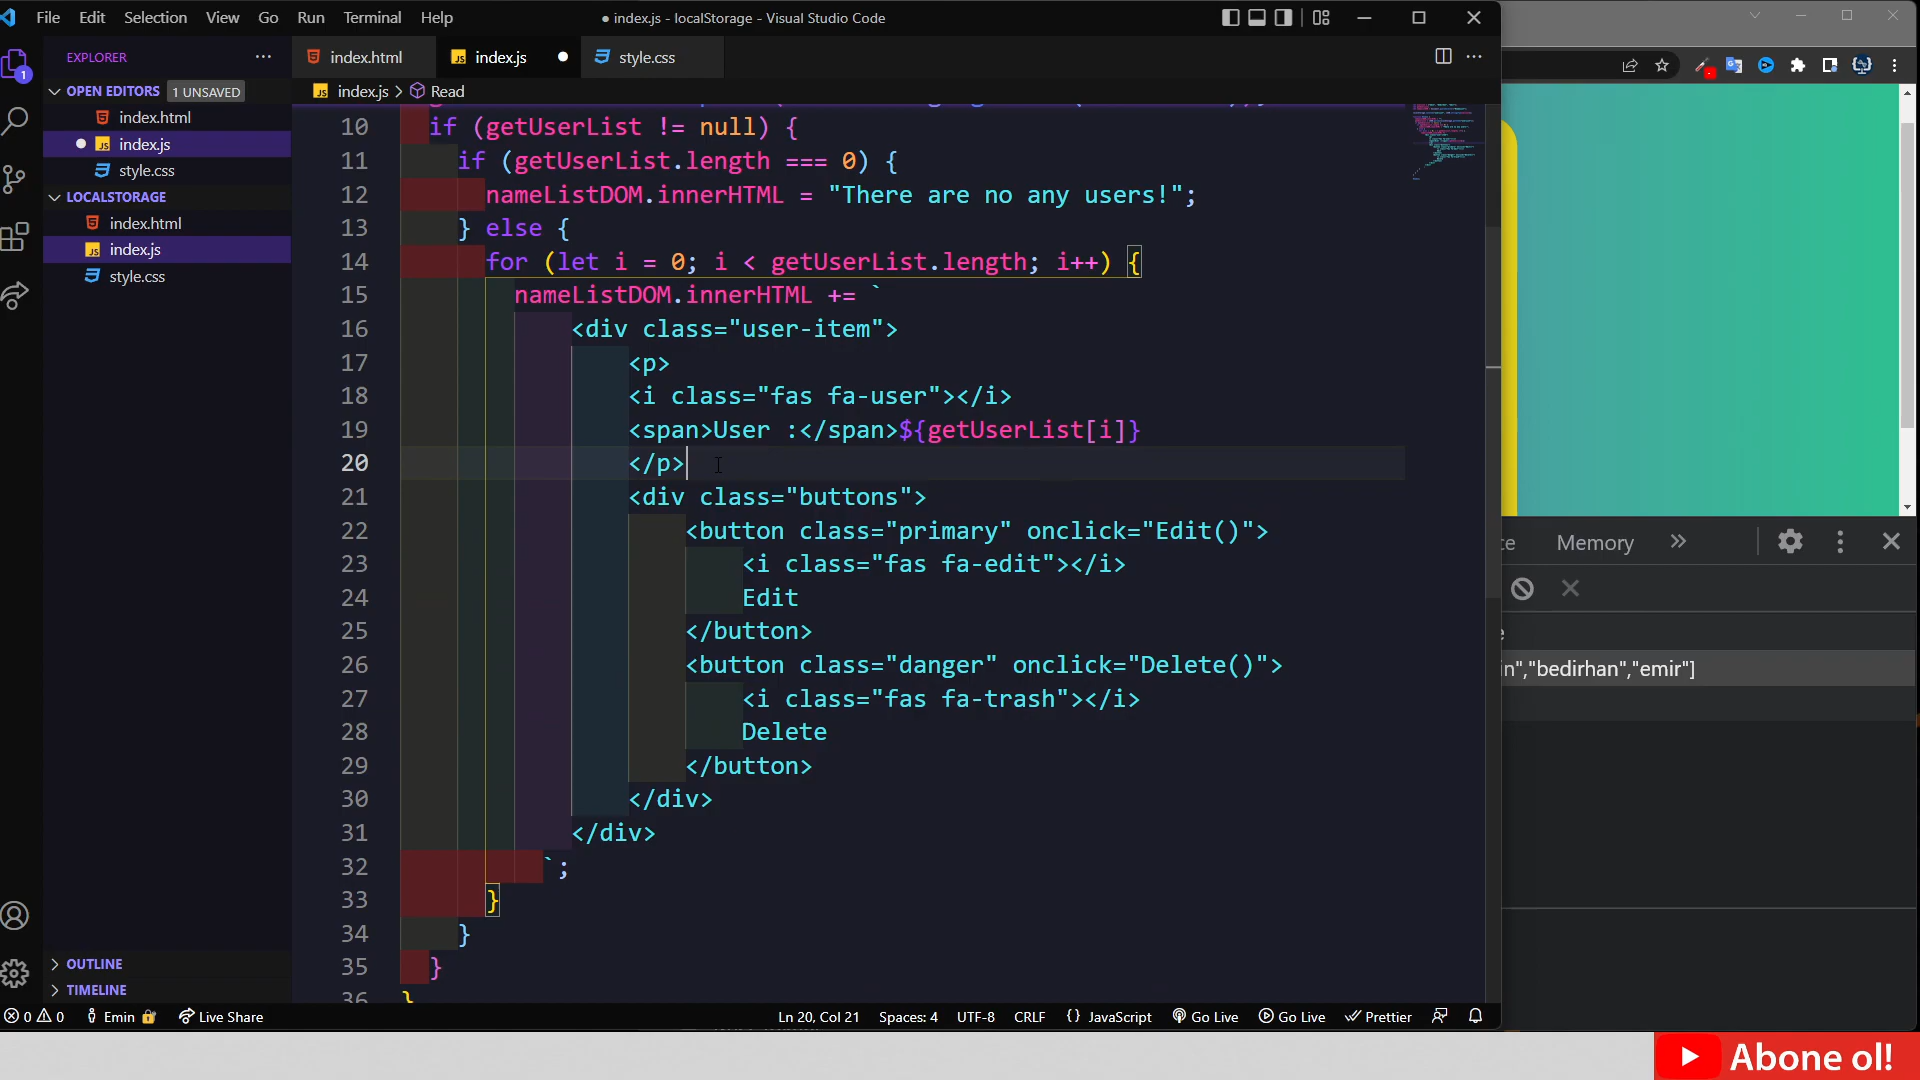 File Edit Selection View Go Run Terminal Help
● index.js - localStorage - Visual Studio Code
EXPLORER
OPEN EDITORS 1 UNSAVED
index.html
index.js
style.css
LOCALSTORAGE
index.html
index.js
style.css
OUTLINE
TIMELINE
1
index.html
index.js
style.css
index.js > Read
10 if (getUserList != null) {
11 if (getUserList.length === 0) {
12 nameListDOM.innerHTML = "There are no any users!";
13 } else {
14 for (let i = 0; i < getUserList.length; i++) {
15 nameListDOM.innerHTML += `
16 <div class="user-item">
17 <p>
18 <i class="fas fa-user"></i>
19 <span>User :</span>${getUserList[i]}
20 </p>
21 <div class="buttons">
22 <button class="primary" onclick="Edit()">
23 <i class="fas fa-edit"></i>
24 Edit
25 </button>
26 <button class="danger" onclick="Delete()">
27 <i class="fas fa-trash"></i>
28 Delete
29 </button>
30 </div>
31 </div>
32 `;
33 }
34 }
35 }
36 }
Memory
"bedirhan","emir"]
0 0 Emin Live Share
Ln 20, Col 21 Spaces: 4 UTF-8 CRLF {} JavaScript Go Live Go Live Prettier
Abone ol!